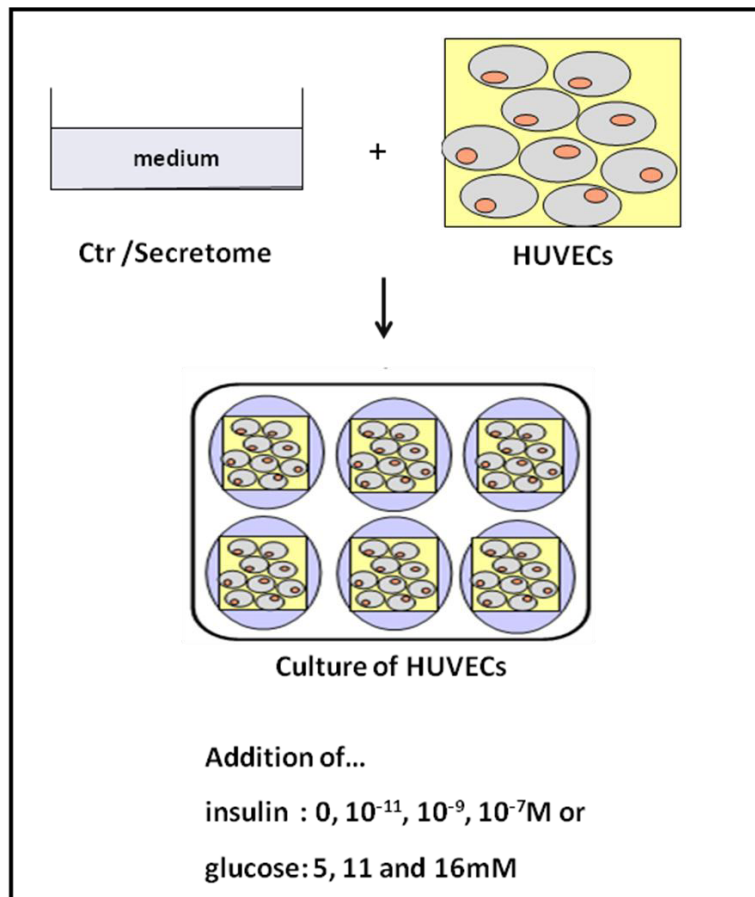 medium
+
Ctr /Secretome
HUVECs
Culture of HUVECs
Addition of...
insulin : 0, 10⁻¹¹, 10⁻⁹, 10⁻⁷M or
glucose: 5, 11 and 16mM